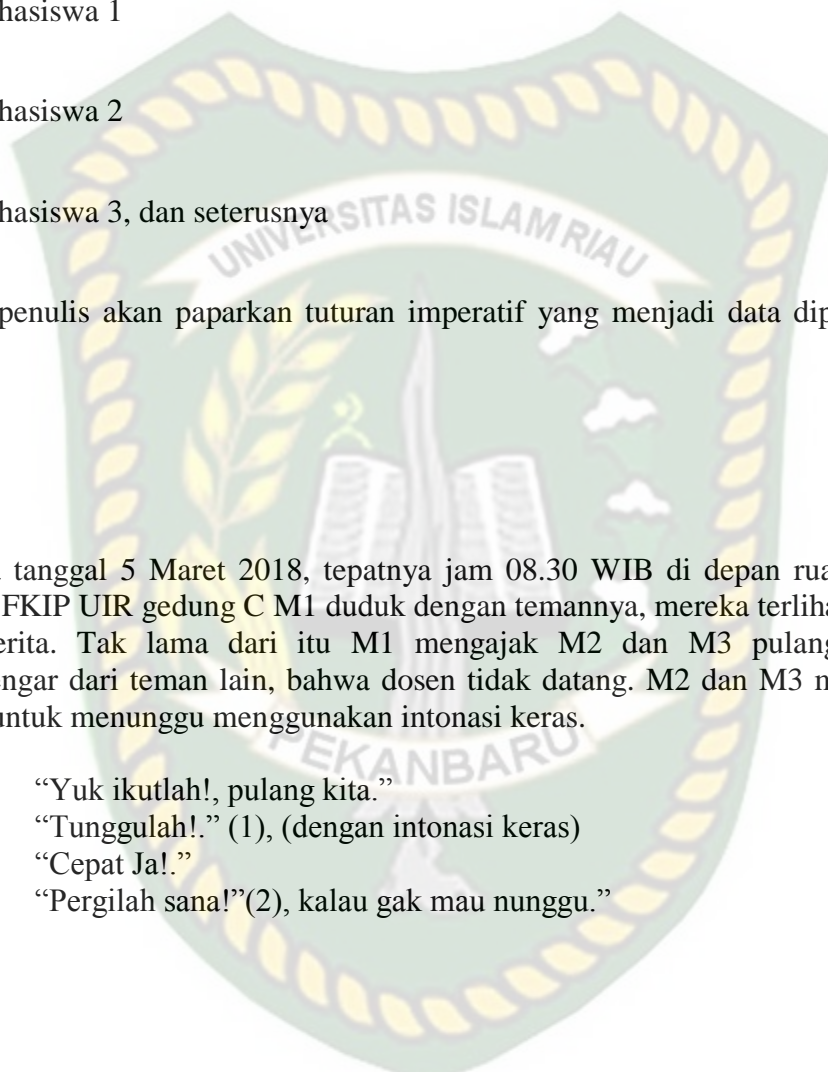 hasiswa 1
hasiswa 2
hasiswa 3, dan seterusnya
UNIVERSITAS ISLAM RIAU
penulis akan paparkan tuturan imperatif yang menjadi data dip
tanggal 5 Maret 2018, tepatnya jam 08.30 WIB di depan rua
FKIP UIR gedung C M1 duduk dengan temannya, mereka terliha
erita. Tak lama dari itu M1 mengajak M2 dan M3 pulang
engar dari teman lain, bahwa dosen tidak datang. M2 dan M3 m
untuk menunggu menggunakan intonasi keras.
PEKANBARU
“Yuk ikutlah!, pulang kita.”
“Tunggulah!.” (1), (dengan intonasi keras)
“Cepat Ja!.”
“Pergilah sana!”(2), kalau gak mau nunggu.”